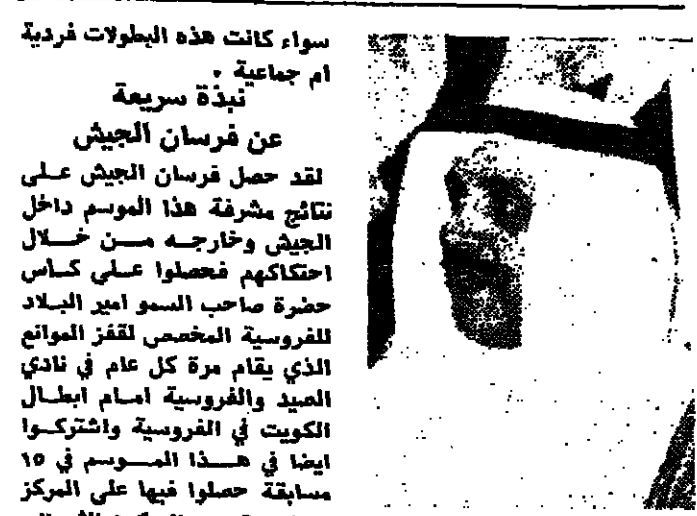 سواء كانت هذه البطولات فردية
ام جماعية .
نبذة سريعة
عن فرسان الجيش
لقد حصل فرسان الجيش على
نتائج مشرفة هذا الموسم داخل
الجيش وخارجه من خلال
احتكاكهم فحصلوا على كأس
حضرة صاحب السمو امير البلاد
للفروسية المخصص لقفز الموانع
الذي يقام مرة كل عام في نادي
الصيد والفروسية امام ابطال
الكويت في الفروسية واشتركوا
ايضا في هذا الموسم في ١٥
مسابقة حصلوا فيها على المركز